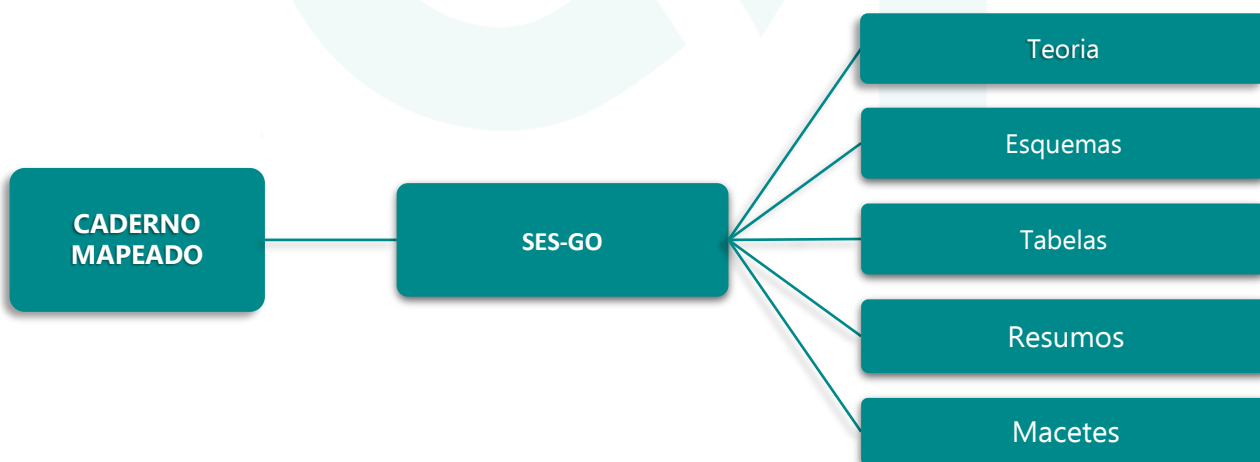 CADERNO
MAPEADO
SES-GO
Teoria
Esquemas
Tabelas
Resumos
Macetes